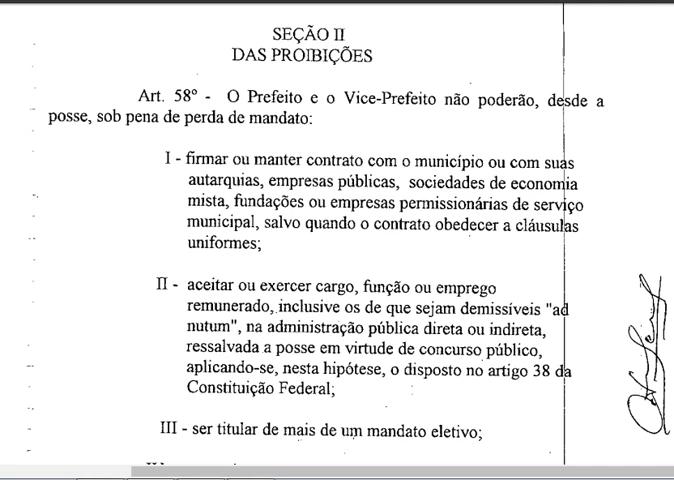 SEÇÃO II
DAS PROIBIÇÕES
Art. 58º - O Prefeito e o Vice-Prefeito não poderão, desde a
posse, sob pena de perda de mandato:
I - firmar ou manter contrato com o município ou com suas
autarquias, empresas públicas, sociedades de economia
mista, fundações ou empresas permissionárias de serviço
municipal, salvo quando o contrato obedecer a cláusulas
uniformes;
II - aceitar ou exercer cargo, função ou emprego
remunerado, inclusive os de que sejam demissíveis "ad
nutum", na administração pública direta ou indireta,
ressalvada a posse em virtude de concurso público,
aplicando-se, nesta hipótese, o disposto no artigo 38 da
Constituição Federal;
III - ser titular de mais de um mandato eletivo;